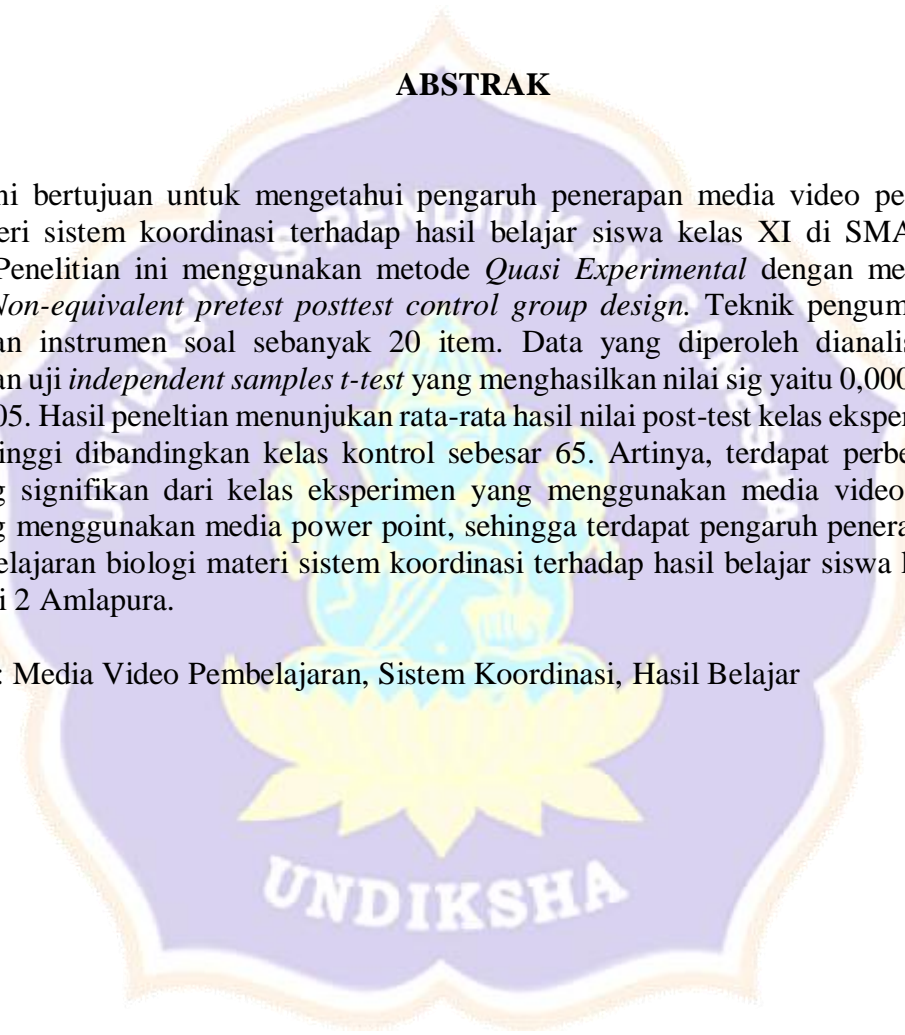 ABSTRAK
ni bertujuan untuk mengetahui pengaruh penerapan media video pe
eri sistem koordinasi terhadap hasil belajar siswa kelas XI di SMA
Penelitian ini menggunakan metode Quasi Experimental dengan me
Non-equivalent pretest posttest control group design. Teknik pengum
an instrumen soal sebanyak 20 item. Data yang diperoleh dianalis
an uji independent samples t-test yang menghasilkan nilai sig yaitu 0,000
05. Hasil peneltian menunjukan rata-rata hasil nilai post-test kelas eksper
inggi dibandingkan kelas kontrol sebesar 65. Artinya, terdapat perbe
g signifikan dari kelas eksperimen yang menggunakan media video
g menggunakan media power point, sehingga terdapat pengaruh penera
elajaran biologi materi sistem koordinasi terhadap hasil belajar siswa
i 2 Amlapura.
: Media Video Pembelajaran, Sistem Koordinasi, Hasil Belajar
UNIVERSITAS PENDIDIKAN GANESHA
UNDIKSHA